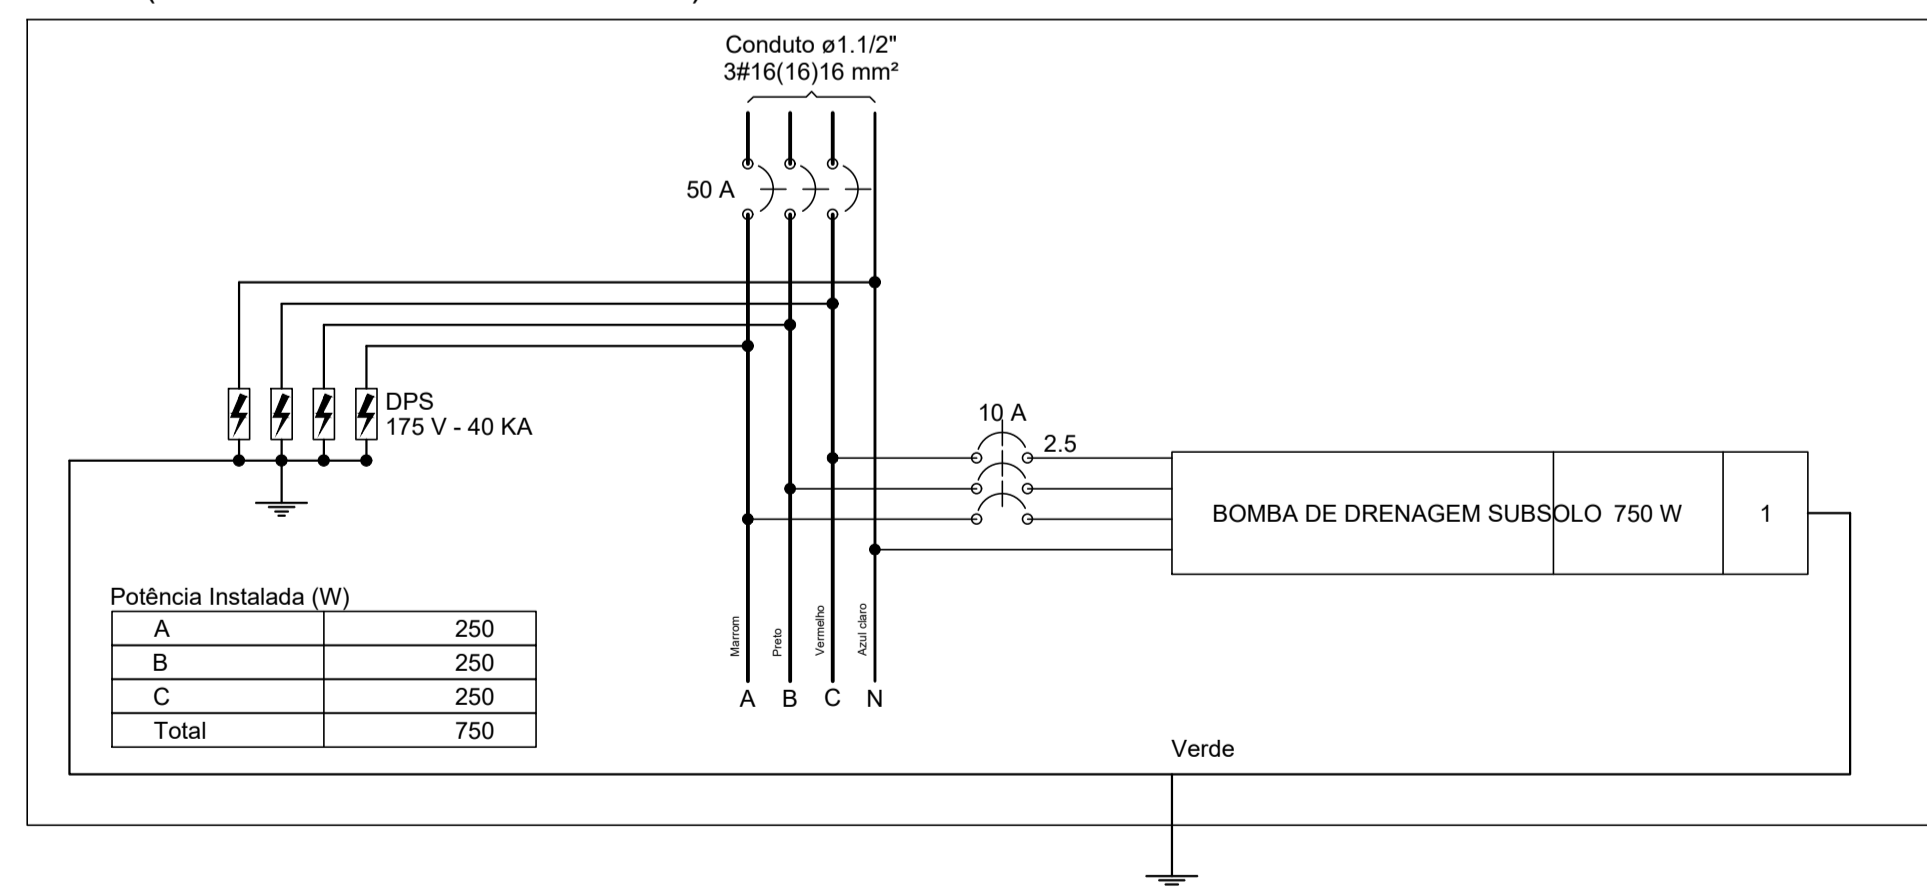 Conduto ø1.1/2"
3#16(16)16 mm²
50 A
DPS
175 V - 40 KA
10 A
2.5
BOMBA DE DRENAGEM SUBSOLO 750 W 1
Potência Instalada (W)
A 250
B 250
C 250
Total 750
Marrom
Preto
Vermelho
Azul claro
A B C N
Verde